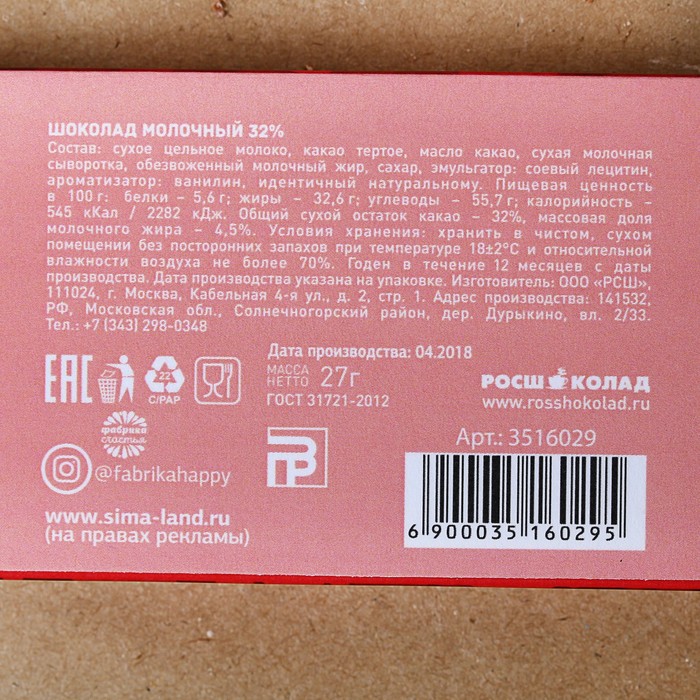 ШОКОЛАД МОЛОЧНЫЙ 32%
Состав: сухое цельное молоко, какао тертое, масло какао, сухая молочная
сыворотка, обезвоженный молочный жир, сахар, эмульгатор: соевый лецитин,
ароматизатор: ванилин, идентичный натуральному. Пищевая ценность
в 100 г: белки – 5,6 г; жиры – 32,6 г; углеводы – 55,7 г; калорийность –
545 кКал / 2282 кДж. Общий сухой остаток какао – 32%, массовая доля
молочного жира – 4,5%. Условия хранения: хранить в чистом, сухом
помещении без посторонних запахов при температуре 18±2°С и относительной
влажности воздуха не более 70%. Годен в течение 12 месяцев с даты
производства. Дата производства указана на упаковке. Изготовитель: ООО «РСШ»,
111024, г. Москва, Кабельная 4-я ул., д. 2, стр. 1. Адрес производства: 141532,
РФ, Московская обл., Солнечногорский район, дер. Дурыкино, вл. 2/33.
Тел.: +7 (343) 298-0348
Дата производства: 04.2018
EAC
22
C/PAP
МАССА
НЕТТО 27г
ГОСТ 31721-2012
РОСШОКОЛАД
www.rosshokolad.ru
фабрика
счастья
@fabrikahappy
Арт.: 3516029
www.sima-land.ru
(на правах рекламы)
6 900035 160295